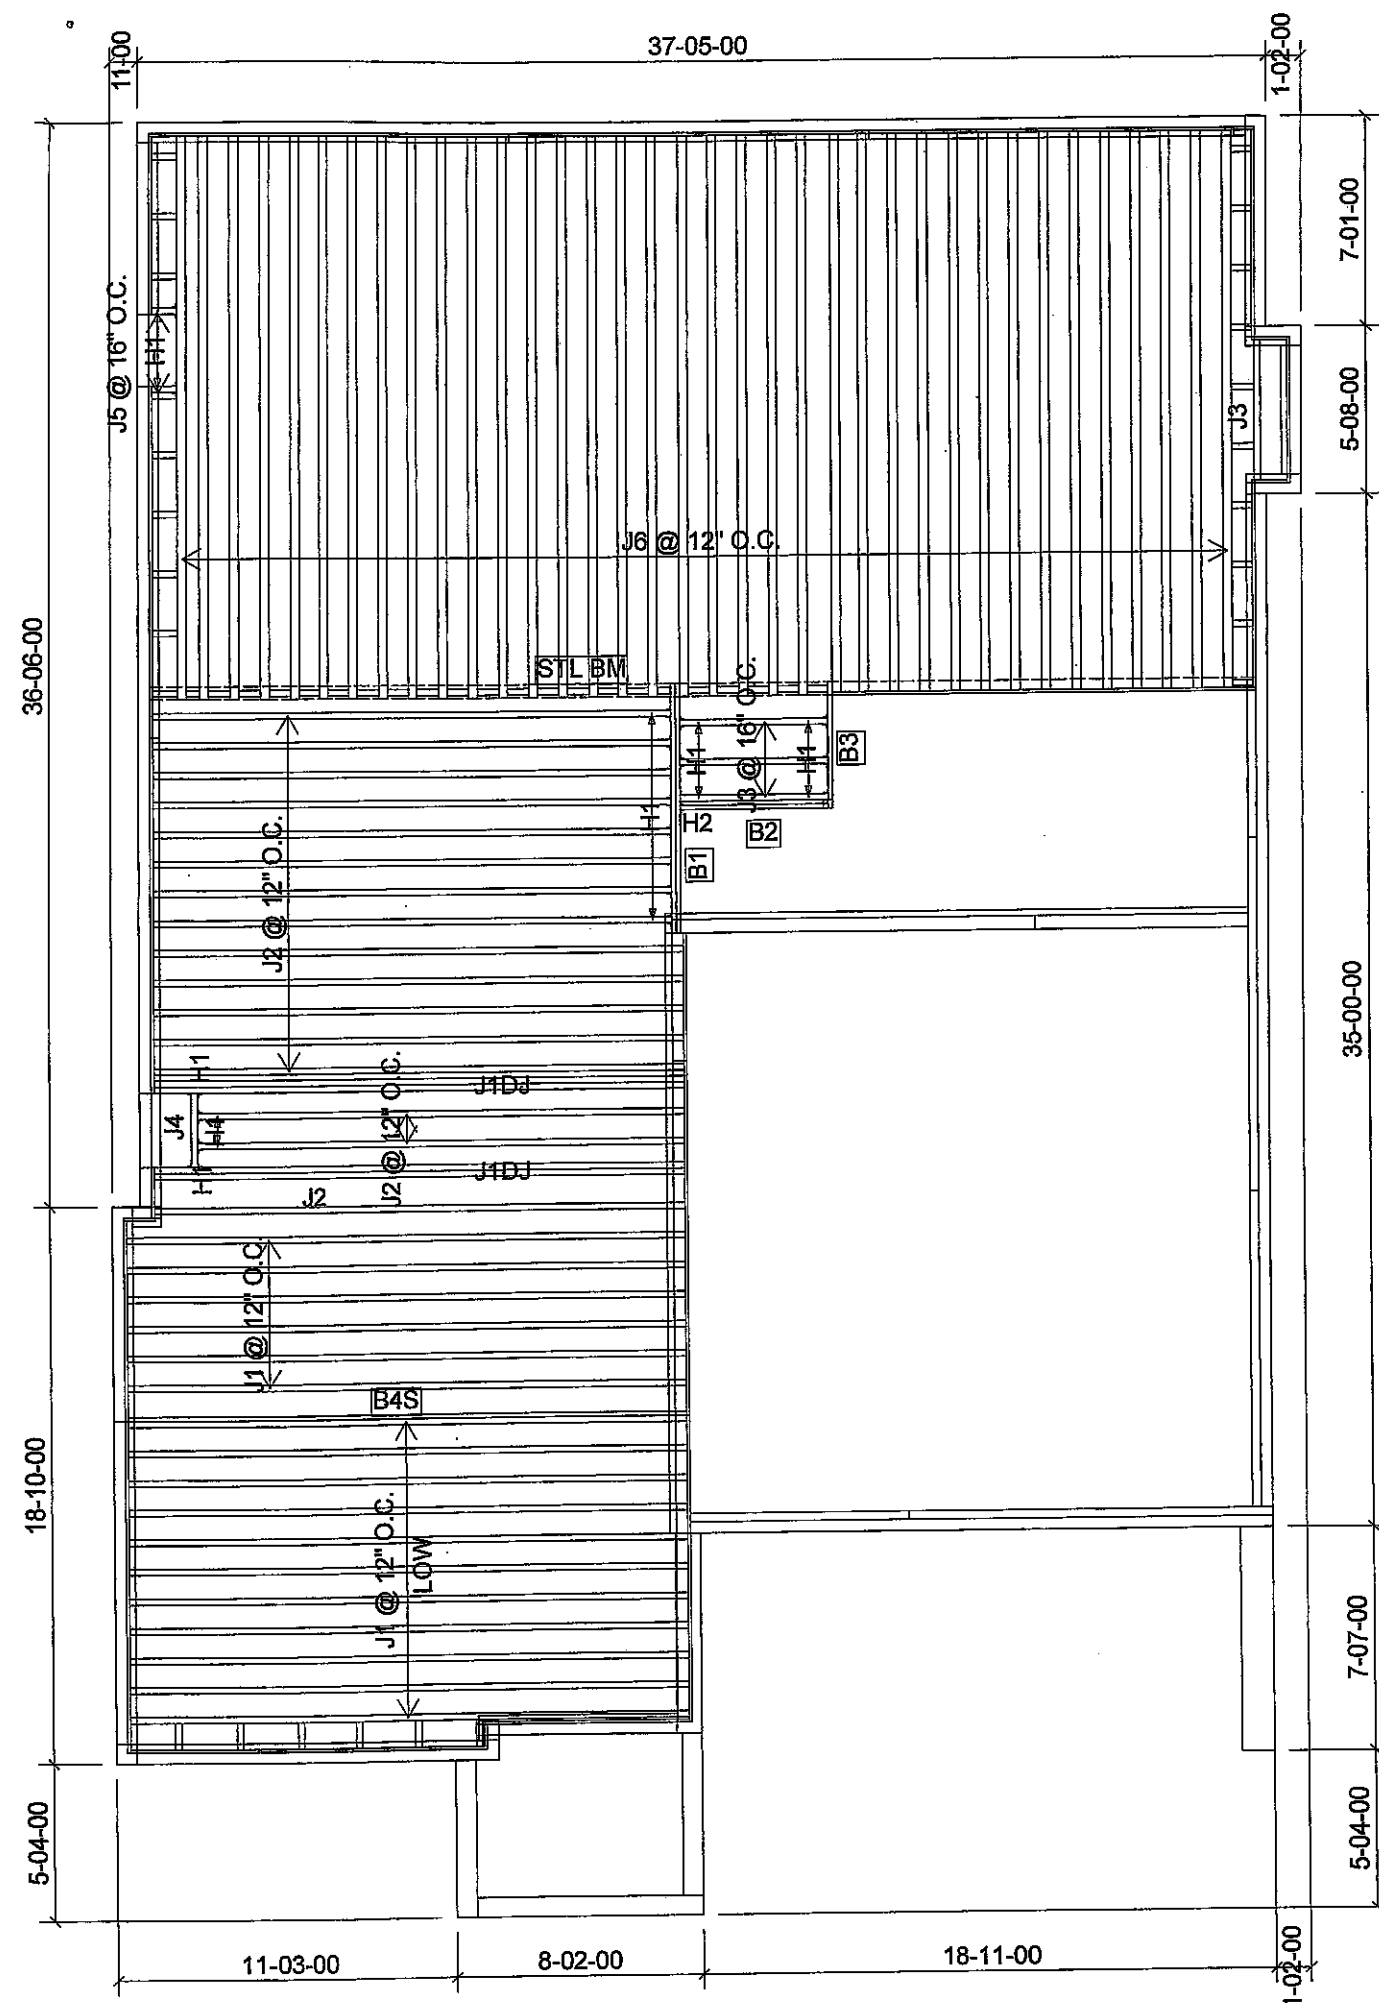 11-00
37-05-00
1-02-00
7-01-00
J5 @ 16" O.C.
H1
J3
5-08-00
J6 @ 12" O.C.
36-06-00
STL BM
J3 @ 16" O.C.
H1
H1
B3
H1
H2
B2
B1
J2 @ 12" O.C.
35-00-00
H1
J2 @ 12" O.C.
J1DJ
J4
H1
H1
J1DJ
J2
J1 @ 12" O.C.
B4S
18-10-00
J1 @ 12" O.C.
LOW
7-07-00
5-04-00
5-04-00
11-03-00
8-02-00
18-11-00
1-02-00